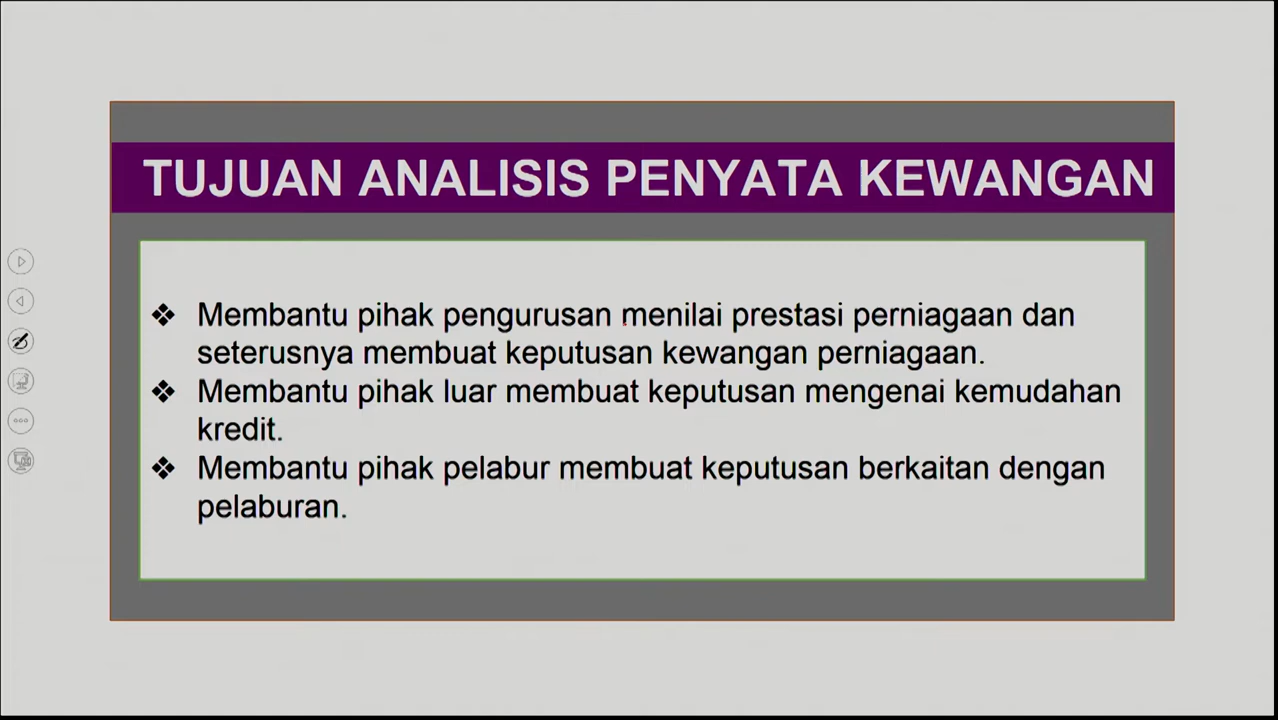 TUJUAN ANALISIS PENYATA KEWANGAN
❖ Membantu pihak pengurusan menilai prestasi perniagaan dan
seterusnya membuat keputusan kewangan perniagaan.
❖ Membantu pihak luar membuat keputusan mengenai kemudahan
kredit.
❖ Membantu pihak pelabur membuat keputusan berkaitan dengan
pelaburan.